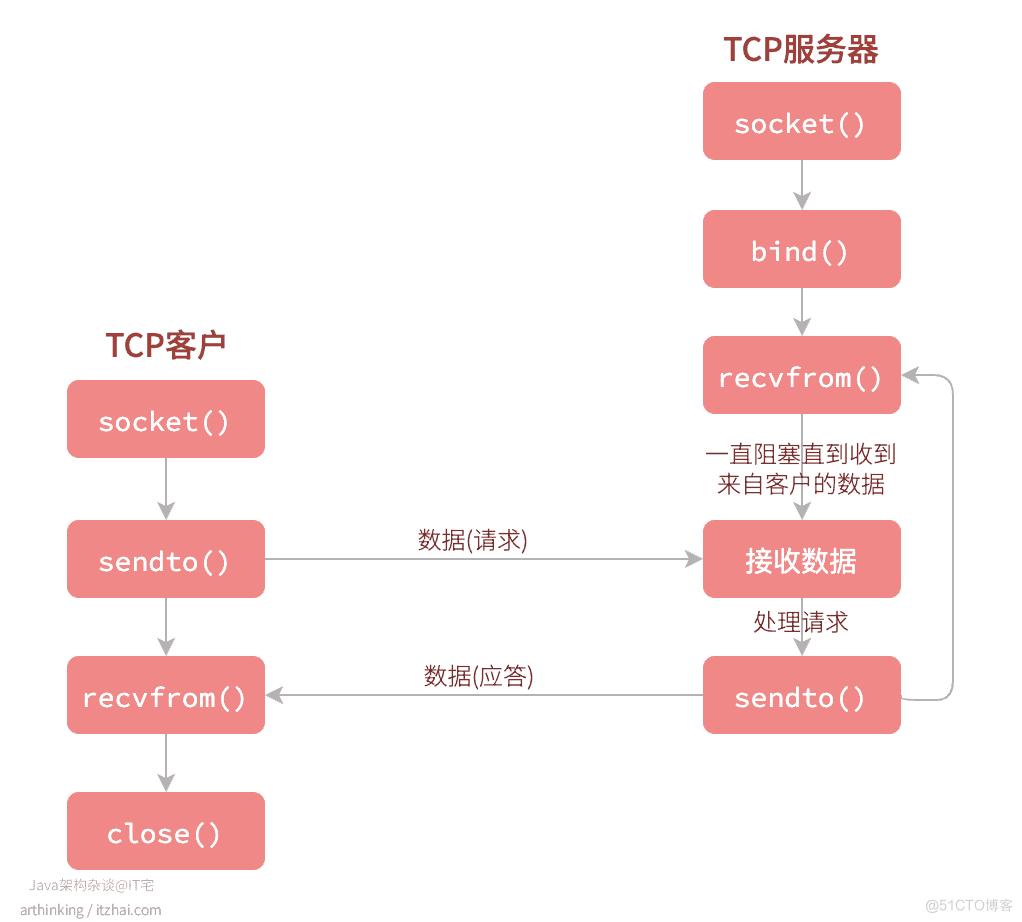 TCP服务器
socket()
bind()
recvfrom()
一直阻塞直到收到
来自客户的数据
接收数据
处理请求
sendto()
TCP客户
socket()
sendto()
数据(请求)
recvfrom()
数据(应答)
close()
Java架构杂谈@IT宅
arthinking / itzhai.com
@51CTO博客